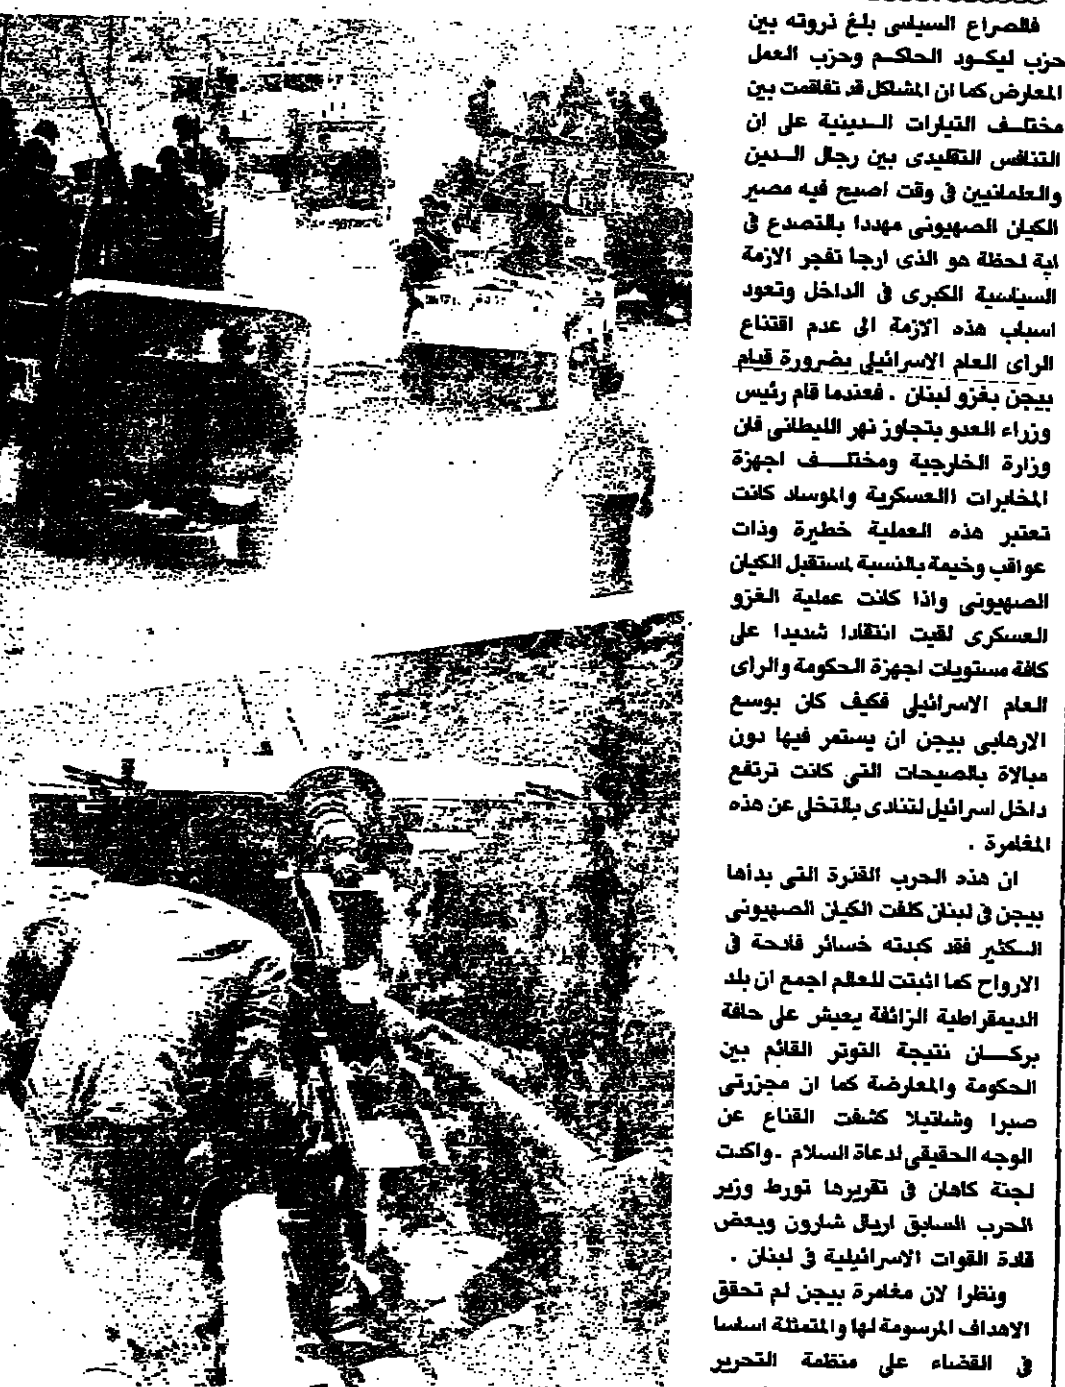 فالصراع السياسى بلغ ذروته بين
حزب ليكـود الحاكـم وحزب العمل
المعارض كما ان المشاكل قد تفاقمت بين
مختلـف التيارات الـدينية على ان
التنافس التقليدى بين رجال الـدين
والعلمانيين فى وقت اصبح فيه مصير
الكيان الصهيونى مهددا بالتصدع فى
اية لحظة هو الذى ارجا تفجر الازمة
السياسية الكبرى فى الداخل وتعود
اسباب هذه الازمة الى عدم اقتناع
الراى العام الاسرائيلى بضرورة قيام
بيجن بغزو لبنان . فعندما قام رئيس
وزراء العدو بتجاوز نهر الليطانى فان
وزارة الخارجية ومختلـــف اجهزة
المخابرات االعسكرية والموساد كانت
تعتبر هذه العملية خطيرة وذات
عواقب وخيمة بالنسبة لمستقبل الكيان
الصهيونى واذا كانت عملية الغزو
العسكرى لقيت انتقادا شديدا على
كافة مستويات اجهزة الحكومة والراى
العام الاسرائيلى فكيف كان بوسع
الارهابى بيجن ان يستمر فيها دون
مبالاة بالصيحات التى كانت ترتفع
داخل اسرائيل لتنادى بالتخلى عن هذه
المغامرة .
ان هذه الحرب القذرة التى بدأها
بيجن فى لبنان كلفت الكيان الصهيونى
الـكثير فقد كبدته خسائر فادحة فى
الارواح كما اثبتت للعالم اجمع ان بلد
الديمقراطية الزائفة يعيش على حافة
بركـــان نتيجة التوتر القائم بين
الحكومة والمعارضة كما ان مجزرتى
صبرا وشاتيلا كشفت القناع عن
الوجه الحقيقى لدعاة السلام . واكدت
لجنة كاهان فى تقريرها تورط وزير
الحرب السابق اريال شارون وبعض
قادة القوات الاسرائيلية فى لبنان .
ونظرا لان مغامرة بيجن لم تحقق
الاهداف المرسومة لها والمتمثلة اساسا
فى القضاء على منظمة التحرير